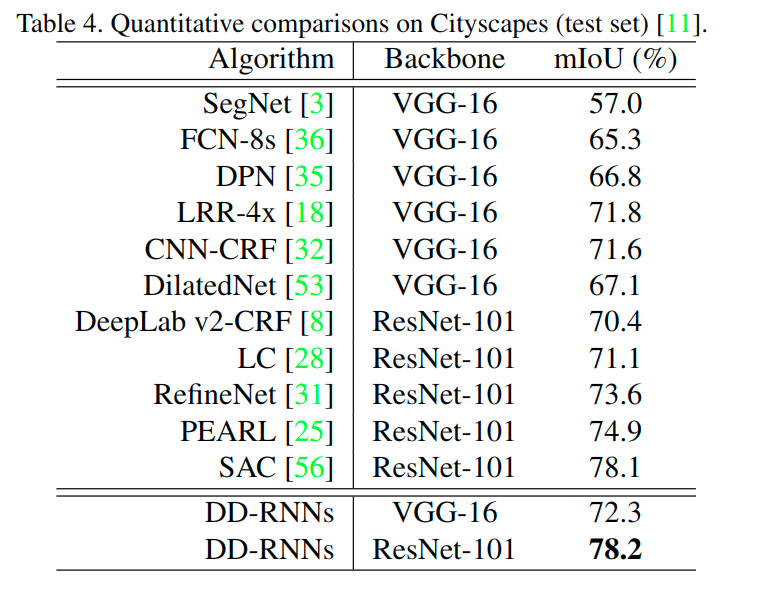 Table 4. Quantitative comparisons on Cityscapes (test set) [11].
Algorithm Backbone mIoU (%)
SegNet [3] VGG-16 57.0
FCN-8s [36] VGG-16 65.3
DPN [35] VGG-16 66.8
LRR-4x [18] VGG-16 71.8
CNN-CRF [32] VGG-16 71.6
DilatedNet [53] VGG-16 67.1
DeepLab v2-CRF [8] ResNet-101 70.4
LC [28] ResNet-101 71.1
RefineNet [31] ResNet-101 73.6
PEARL [25] ResNet-101 74.9
SAC [56] ResNet-101 78.1
DD-RNNs VGG-16 72.3
DD-RNNs ResNet-101 78.2